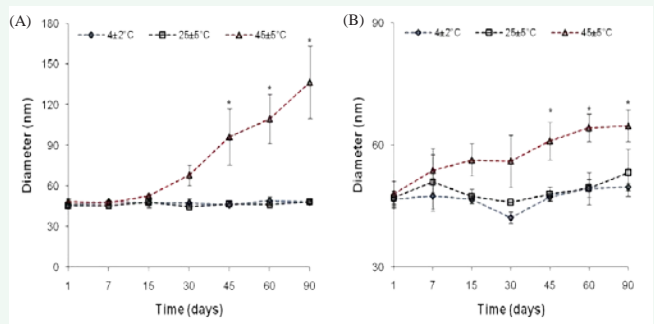 (A)
4±2°C 25±5°C 45±5°C
Diameter (nm)
180
150
120
90
60
30
0
* * *
1 7 15 30 45 60 90
Time (days)
(B)
4±2°C 25±5°C 45±5°C
Diameter (nm)
90
60
30
* * *
1 7 15 30 45 60 90
Time (days)